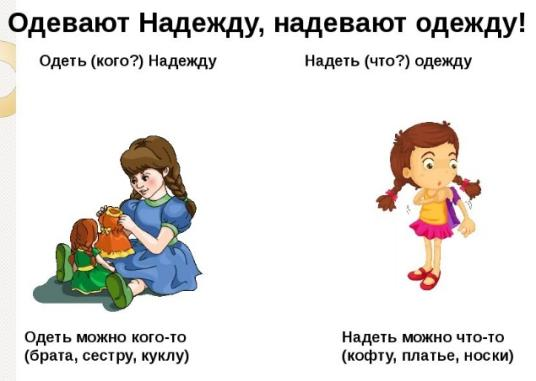 Одевают Надежду, надевают одежду!
Одеть (кого?) Надежду
Надеть (что?) одежду
Одеть можно кого-то
(брата, сестру, куклу)
Надеть можно что-то
(кофту, платье, носки)